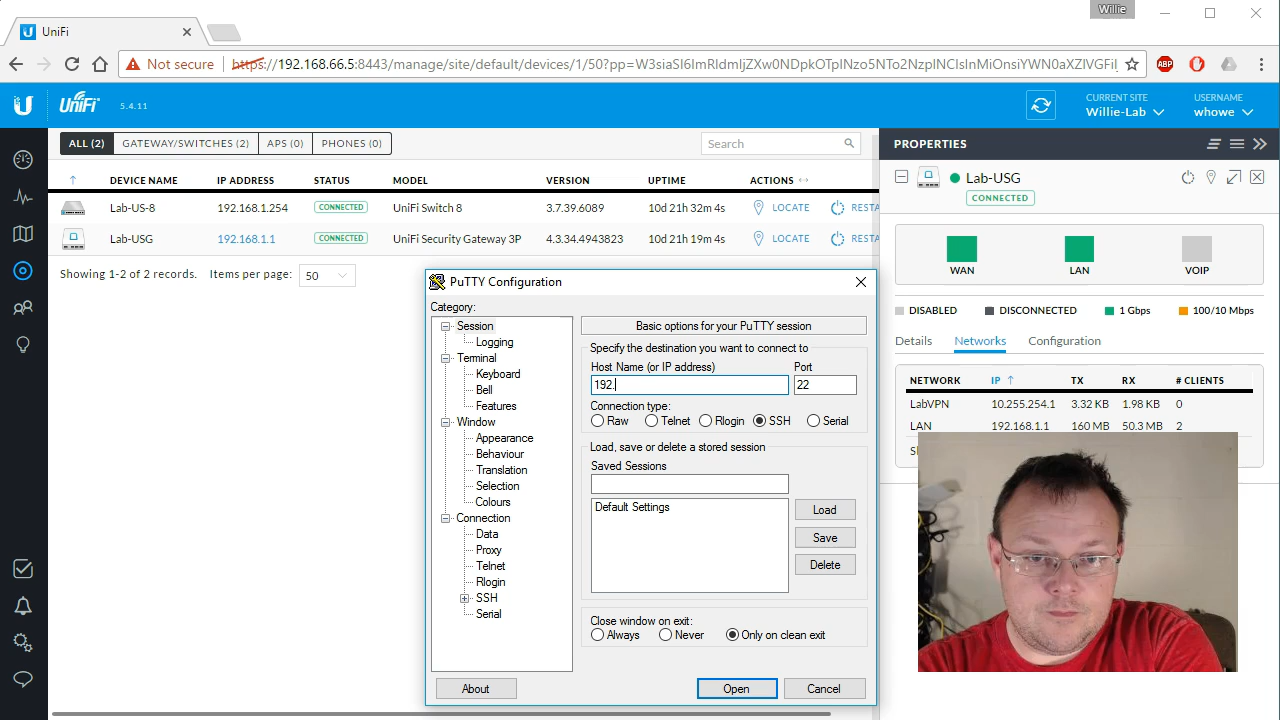 Willie
UniFi
Not secure https://192.168.66.5:8443/manage/site/default/devices/1/50?pp=
ABP
U UniFi 5.4.11
CURRENT SITE
Willie-Lab
USERNAME
whowe
ALL (2) GATEWAY/SWITCHES (2) APS (0) PHONES (0)
Search
DEVICE NAME IP ADDRESS STATUS MODEL VERSION UPTIME ACTIONS
Lab-US-8 192.168.1.254 CONNECTED UniFi Switch 8 3.7.39.6089 10d 21h 32m 4s LOCATE RESTA
Lab-USG 192.168.1.1 CONNECTED UniFi Security Gateway 3P 4.3.34.4943823 10d 21h 19m 4s LOCATE RESTA
Showing 1-2 of 2 records. Items per page: 50
PROPERTIES
Lab-USG
CONNECTED
WAN LAN VOIP
DISABLED DISCONNECTED 1 Gbps 100/10 Mbps
Details Networks Configuration
NETWORK IP TX RX # CLIENTS
LabVPN 10.255.254.1 3.32 KB 1.98 KB 0
LAN 192.168.1.1 160 MB 50.3 MB 2
PuTTY Configuration
Category:
Session
Logging
Terminal
Keyboard
Bell
Features
Window
Appearance
Behaviour
Translation
Selection
Colours
Connection
Data
Proxy
Telnet
Rlogin
SSH
Serial
Basic options for your PuTTY session
Specify the destination you want to connect to
Host Name (or IP address) Port
192. 22
Connection type:
Raw Telnet Rlogin SSH Serial
Load, save or delete a stored session
Saved Sessions
Default Settings
Load
Save
Delete
Close window on exit:
Always Never Only on clean exit
About Open Cancel